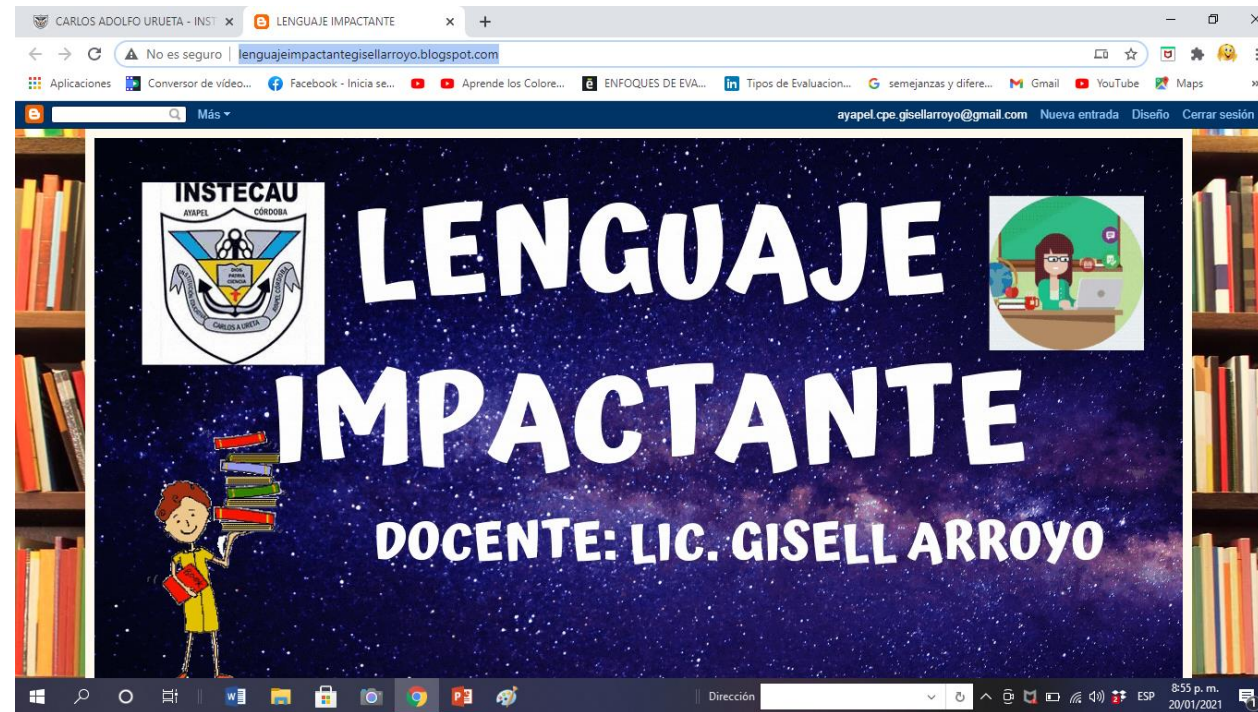 CARLOS ADOLFO URUETA - INST
LENGUAJE IMPACTANTE
No es seguro
lenguajeimpactantegisellarroyo.blogspot.com
Aplicaciones
Conversor de vídeo...
Facebook - Inicia se...
Aprende los Colore...
ENFOQUES DE EVA...
Tipos de Evaluacion...
semejanzas y difere...
Gmail
YouTube
Maps
Más
ayapel.cpe.gisellarroyo@gmail.com
Nueva entrada
Diseño
Cerrar sesión
INSTECAU
AYAPEL CÓRDOBA
DIOS
PATRIA
CIENCIA
CARLOS A URETA
LENGUAJE
IMPACTANTE
DOCENTE: LIC. GISELL ARROYO
BOOK
Dirección
ESP
8:55 p. m.
20/01/2021